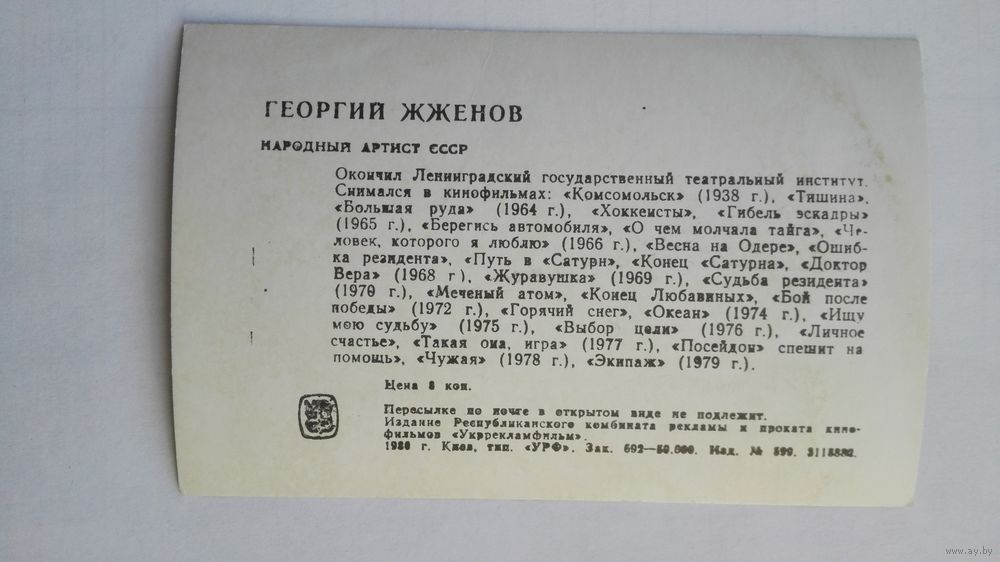 ГЕОРГИЙ ЖЖЕНОВ
НАРОДНЫЙ АРТИСТ СССР
Окончил Ленинградский государственный театральный институт.
Снимался в кинофильмах: «Комсомольск» (1938 г.), «Тишина»,
«Большая руда» (1964 г.), «Хоккеисты», «Гибель эскадры»
(1965 г.), «Берегись автомобиля», «О чем молчала тайга», «Че-
ловек, которого я люблю» (1966 г.), «Весна на Одере», «Ошиб-
ка резидента», «Путь в «Сатурн», «Конец «Сатурна», «Доктор
Вера» (1968 г ), «Журавушка» (1969 г.), «Судьба резидента»
(1970 г.), «Меченый атом», «Конец Любавиных», «Бой после
победы» (1972 г.), «Горячий снег», «Океан» (1974 г.), «Ищу
мою судьбу» (1975 г.), «Выбор цели» (1976 г.), «Личное
счастье», «Такая она, игра» (1977 г.), «Посейдон» спешит на
помощь», «Чужая» (1978 г.), «Экипаж» (1979 г.).
Цена 8 коп.
Пересылке по почте в открытом виде не подлежит.
Издание Республиканского комбината рекламы и проката кино-
фильмов «Укррекламфильм».
1980 г. Киев, тип. «УРФ». Зак. 692—50.000. Изд. № 599.
www.ay.by